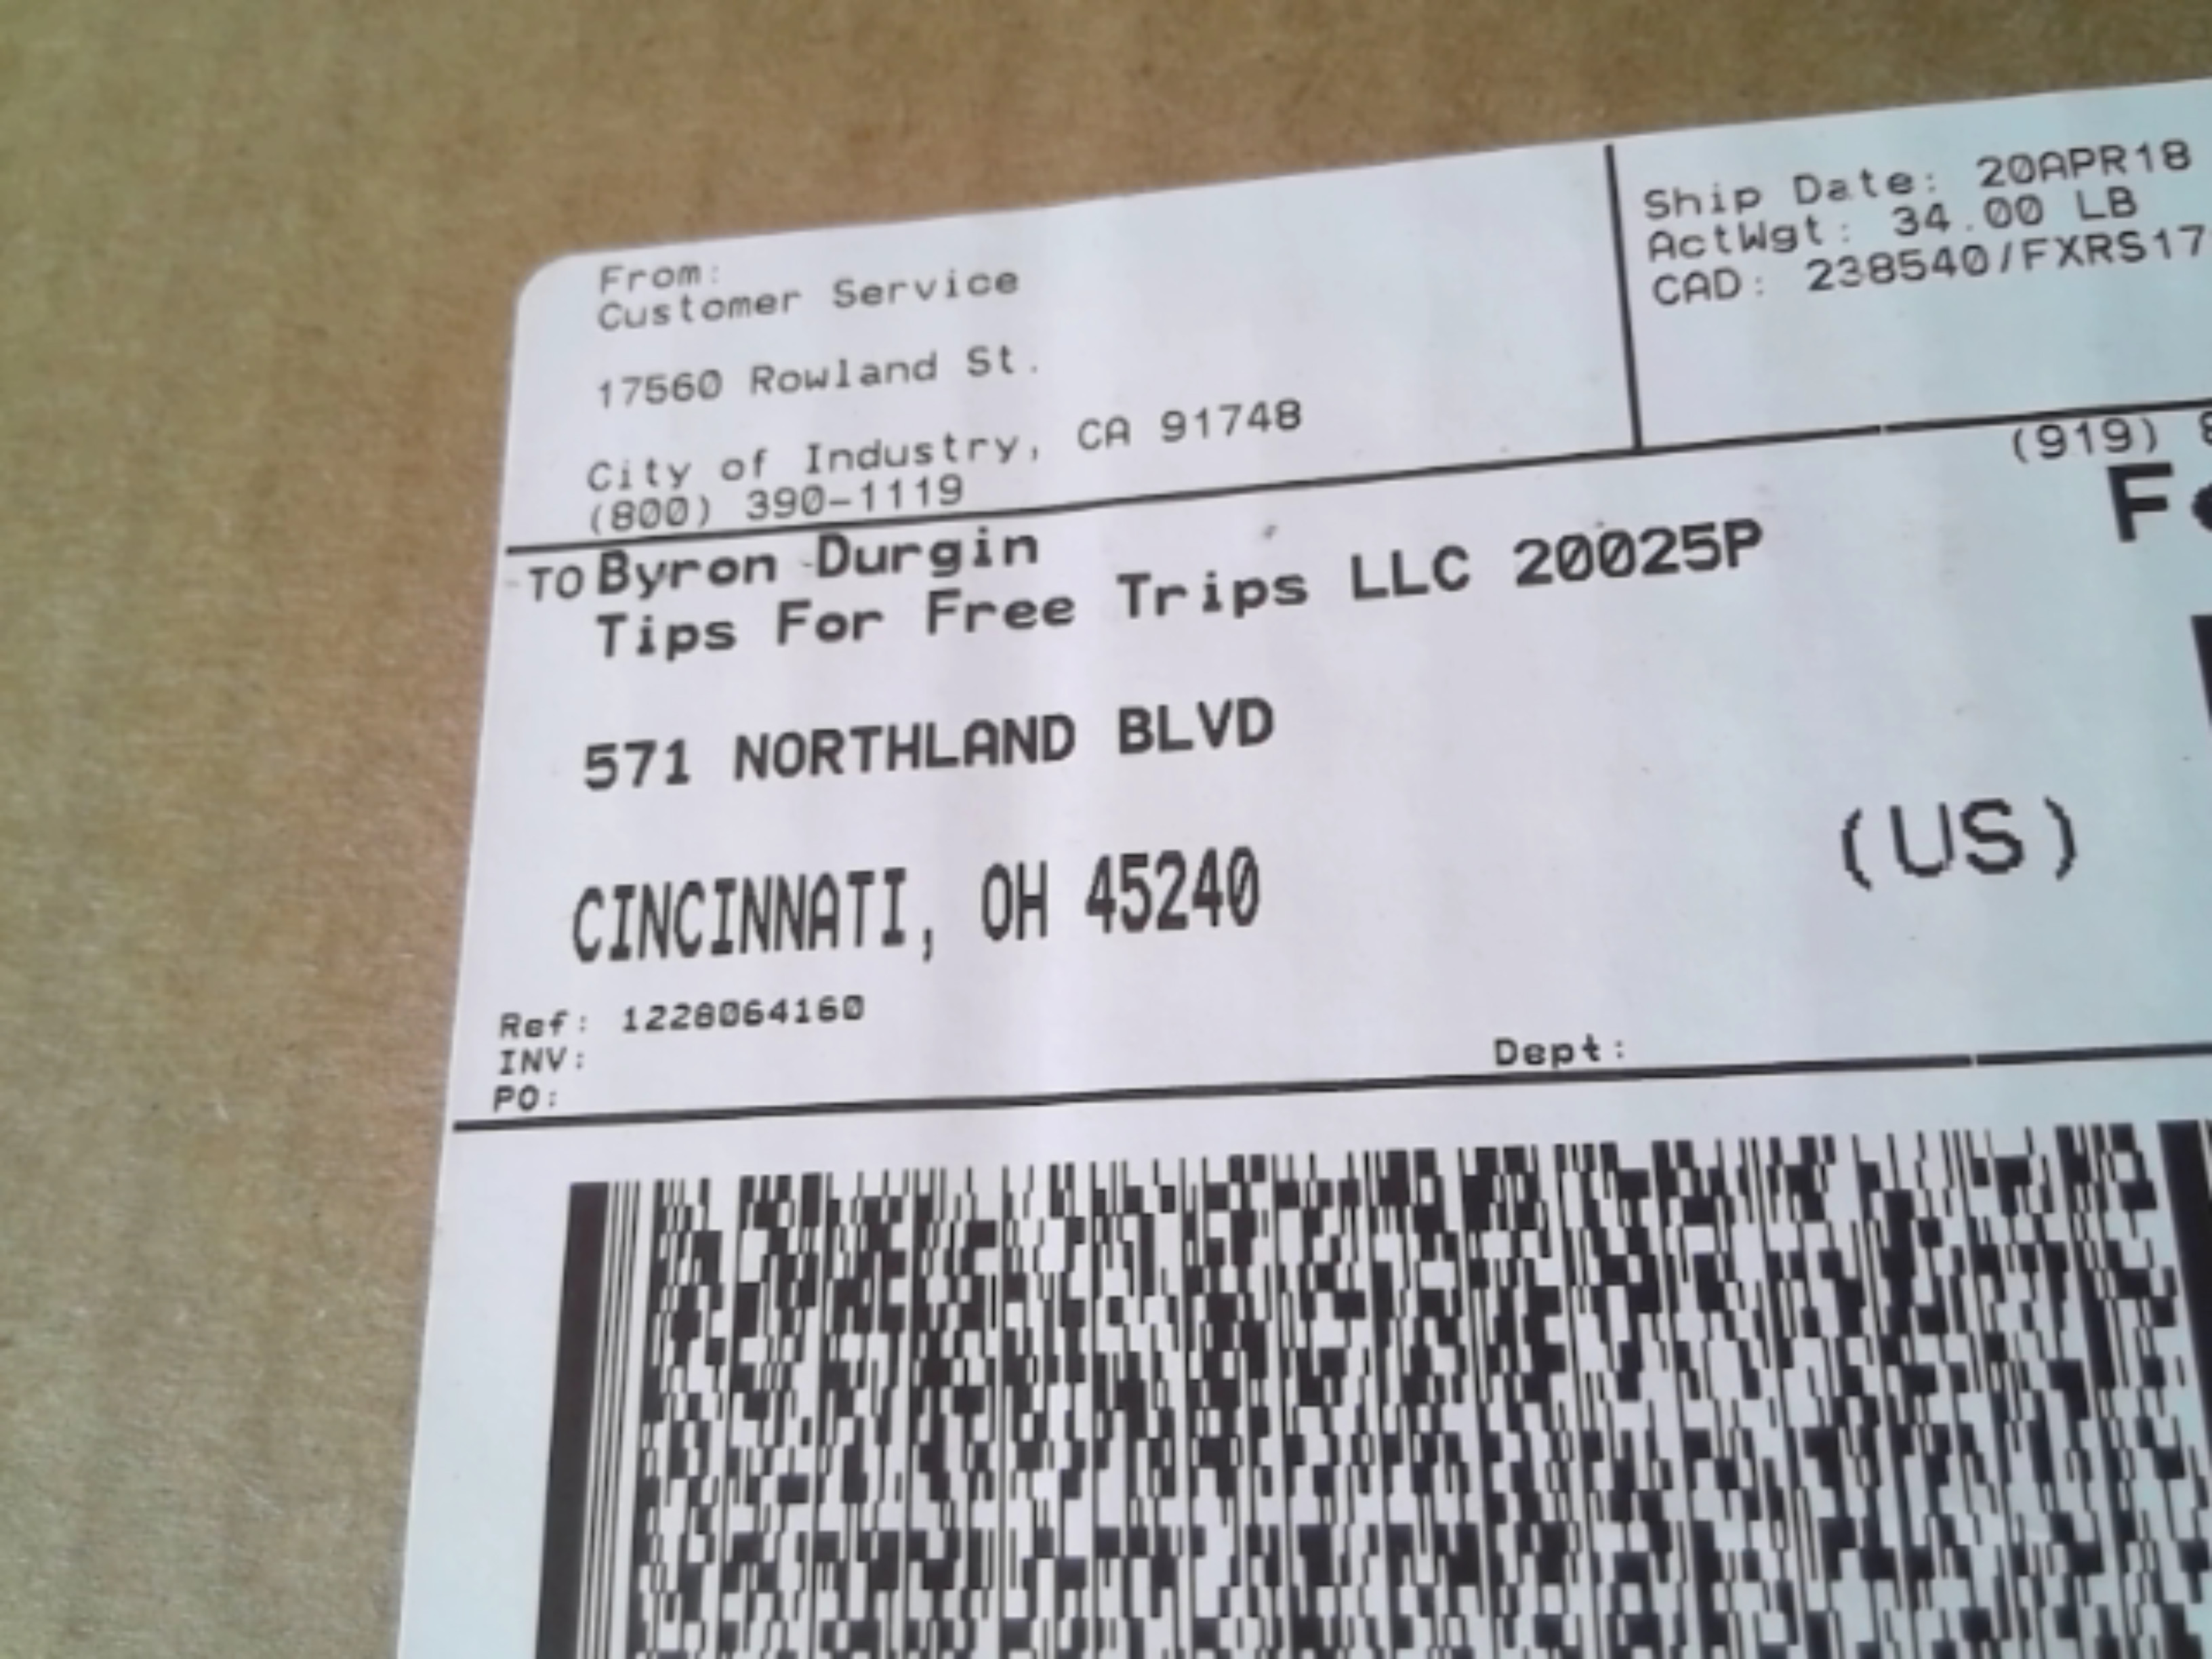 From:
Customer Service
17560 Rowland St.
City of Industry, CA 91748
(800) 390-1119
Ship Date: 20APR18
ActWgt: 34.00 LB
CAD: 238540/FXRS17
(919)
TO Byron Durgin
Tips For Free Trips LLC 20025P
571 NORTHLAND BLVD
CINCINNATI, OH 45240
(US)
Ref: 1228064160
INV:
PO:
Dept: